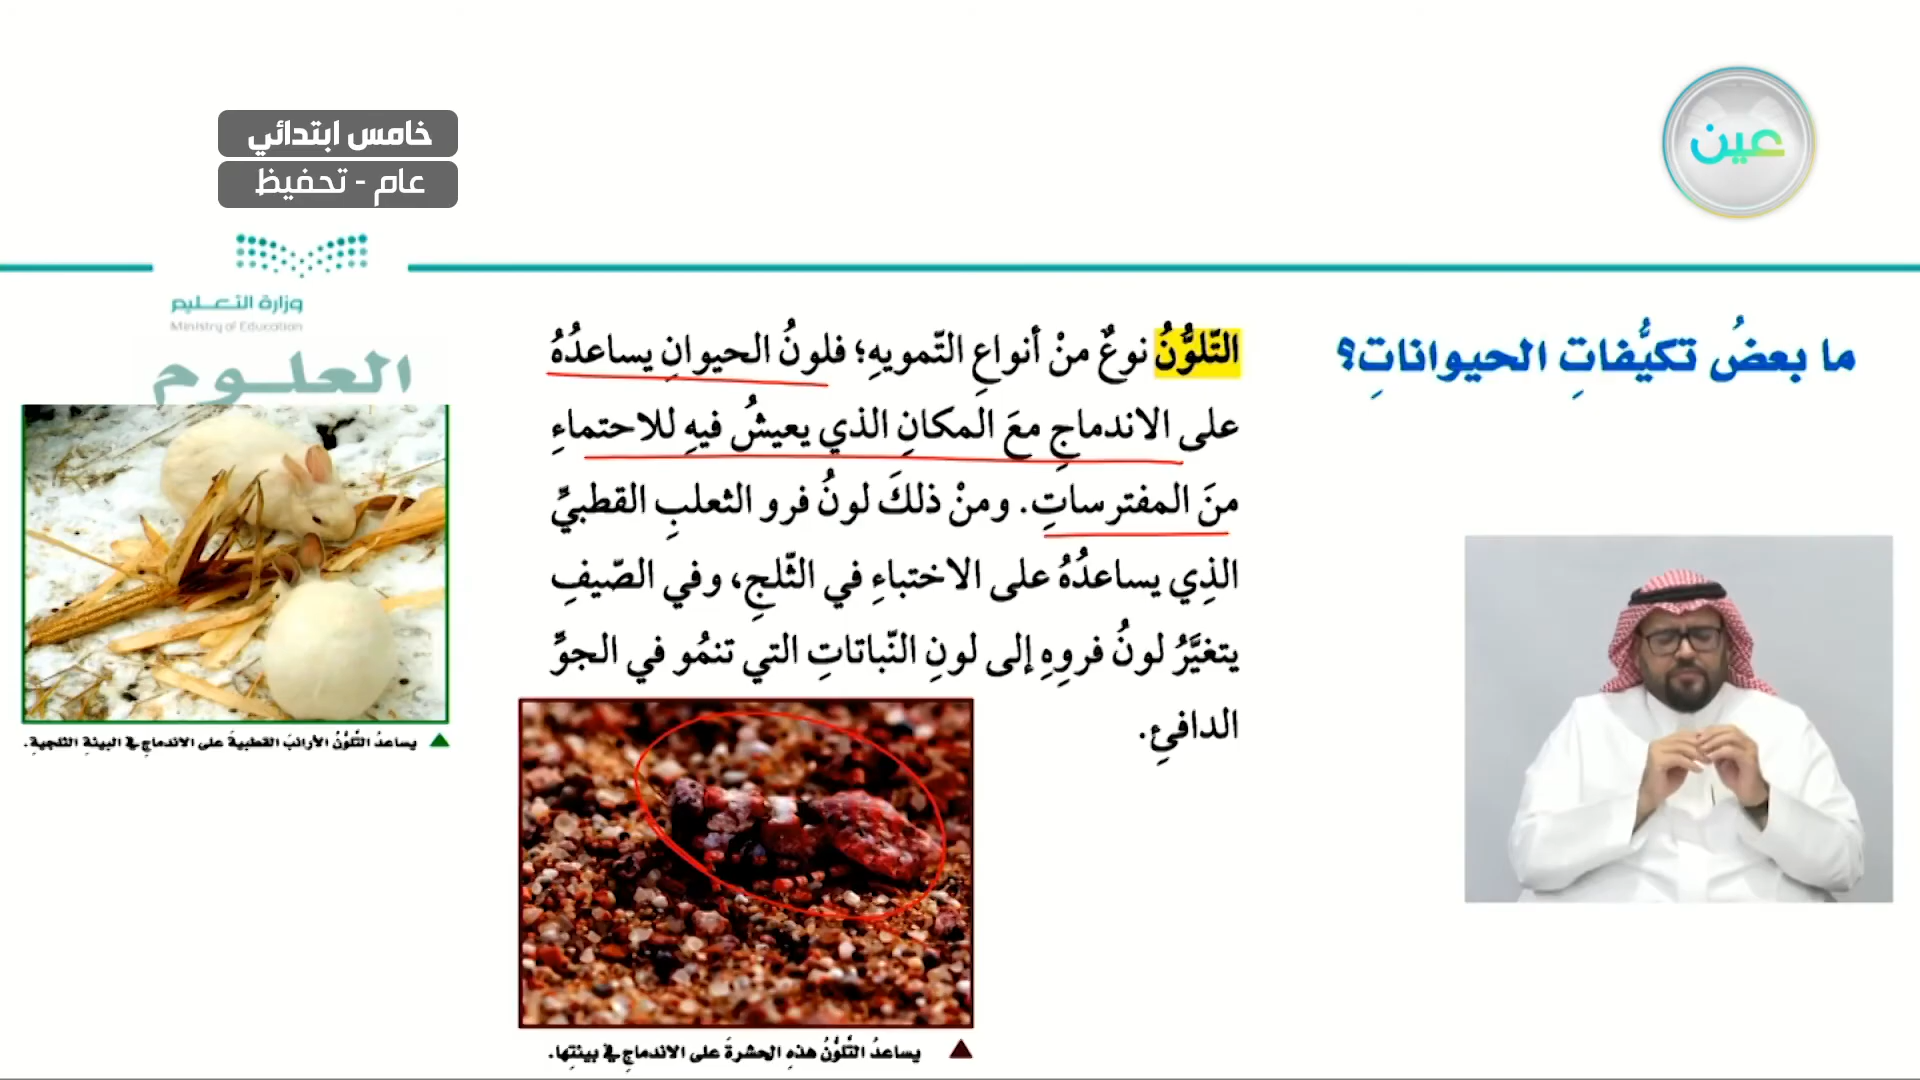 خامس ابتدائي
عام - تحفيظ
عين
وزارة التعليم
Ministry of Education
العلوم
ما بعضُ تكيُّفاتِ الحيواناتِ؟
التّلوُّنُ نوعٌ منْ أنواعِ التّمويهِ؛ فلونُ الحيوانِ يساعدُهُ
على الاندماجِ معَ المكانِ الذي يعيشُ فيهِ للاحتماءِ
منَ المفترساتِ. ومنْ ذلكَ لونُ فرو الثعلبِ القطبيِّ
الذِي يساعدُهُ على الاختباءِ في الثّلجِ، وفي الصّيفِ
يتغيَّرُ لونُ فروِهِ إلى لونِ النّباتاتِ التي تنمُو في الجوِّ
الدافئِ.
يساعدُ التَّلوُّنُ الأرانبَ القطبيةَ على الاندماجِ في البيئةِ الثلجيةِ.
يساعدُ التَّلوُّنُ هذهِ الحشرةَ على الاندماجِ في بيئتِها.